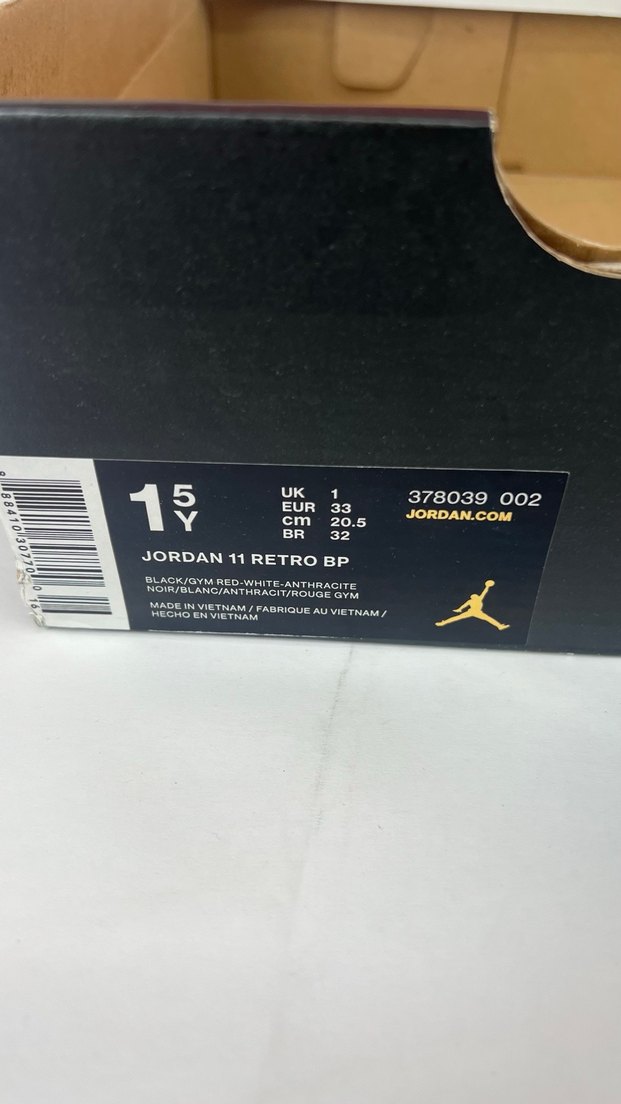 1 5Y
UK 1
EUR 33
cm 20.5
BR 32
378039 002
JORDAN.COM
JORDAN 11 RETRO BP
BLACK/GYM RED-WHITE-ANTHRACITE
NOIR/BLANC/ANTHRACIT/ROUGE GYM
MADE IN VIETNAM / FABRIQUE AU VIETNAM /
HECHO EN VIETNAM